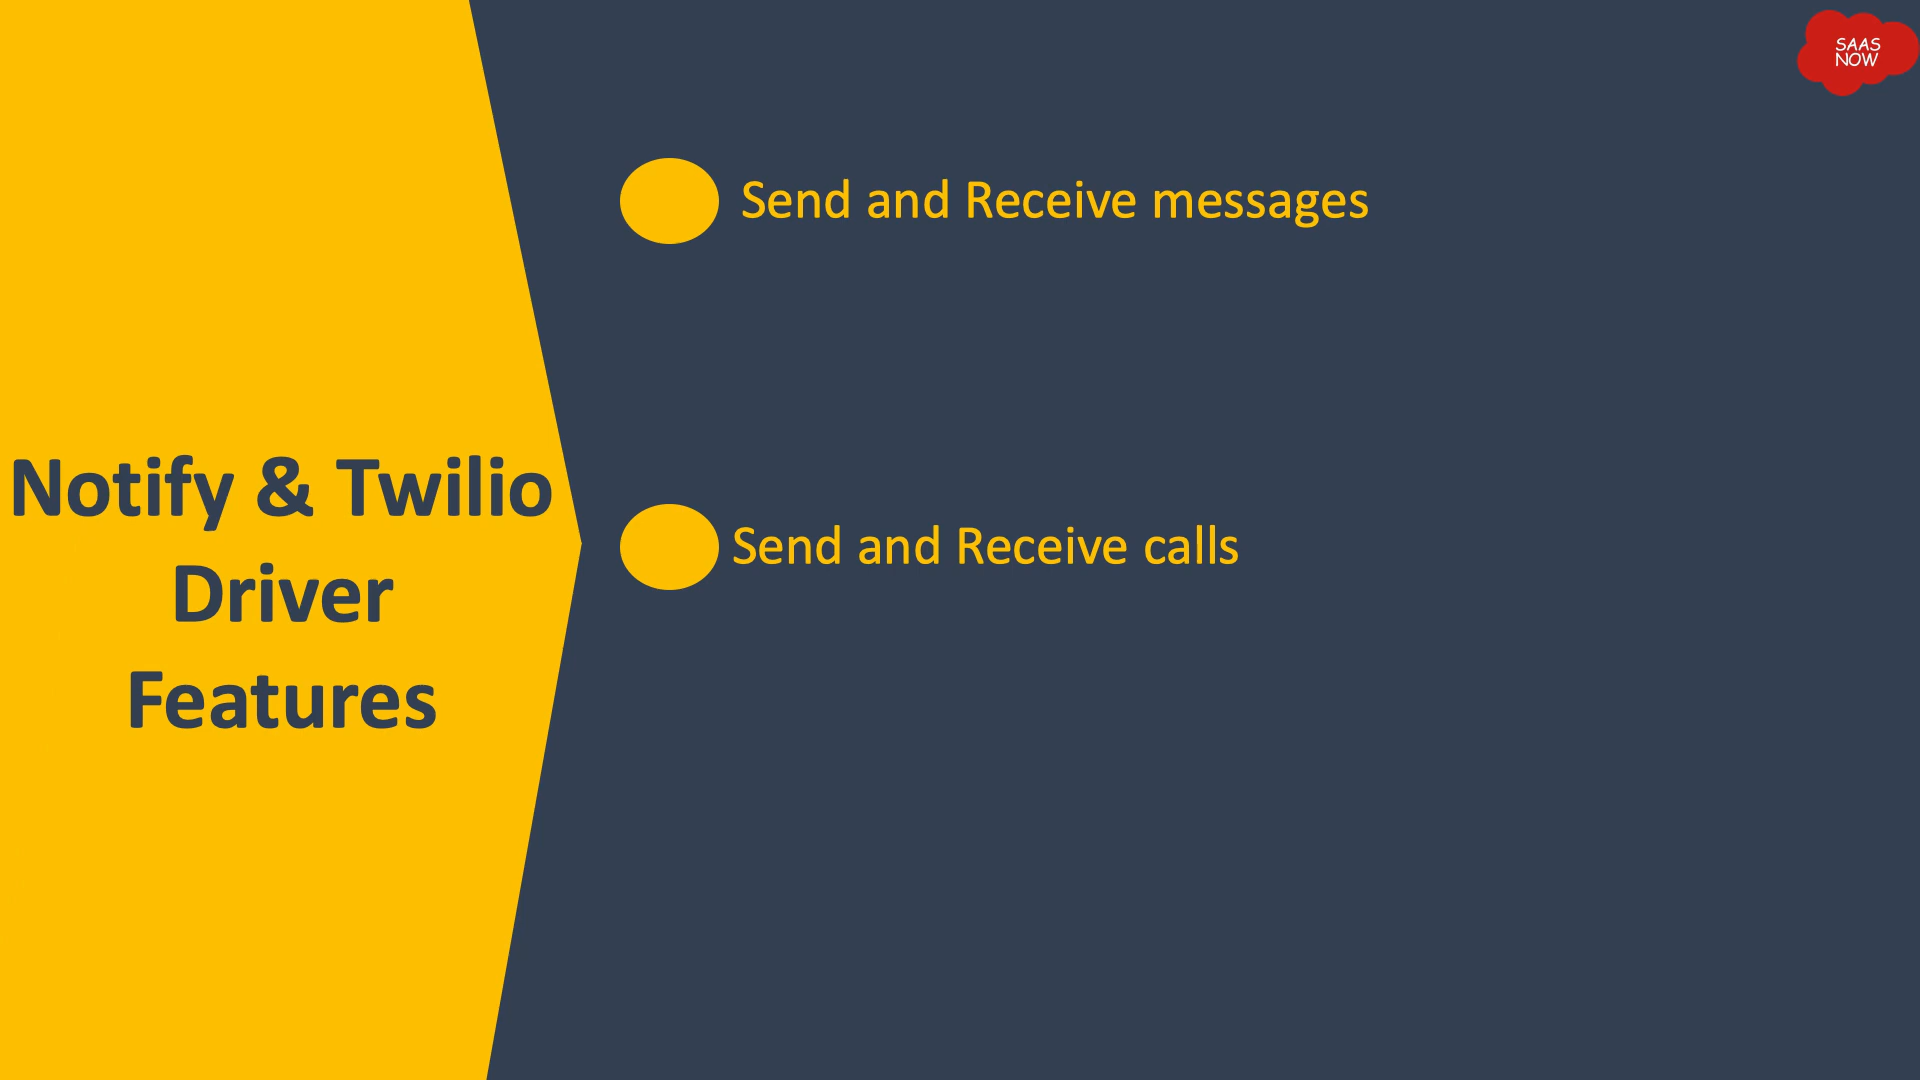 SAAS
NOW
Send and Receive messages
Notify & Twilio
Driver
Features
Send and Receive calls